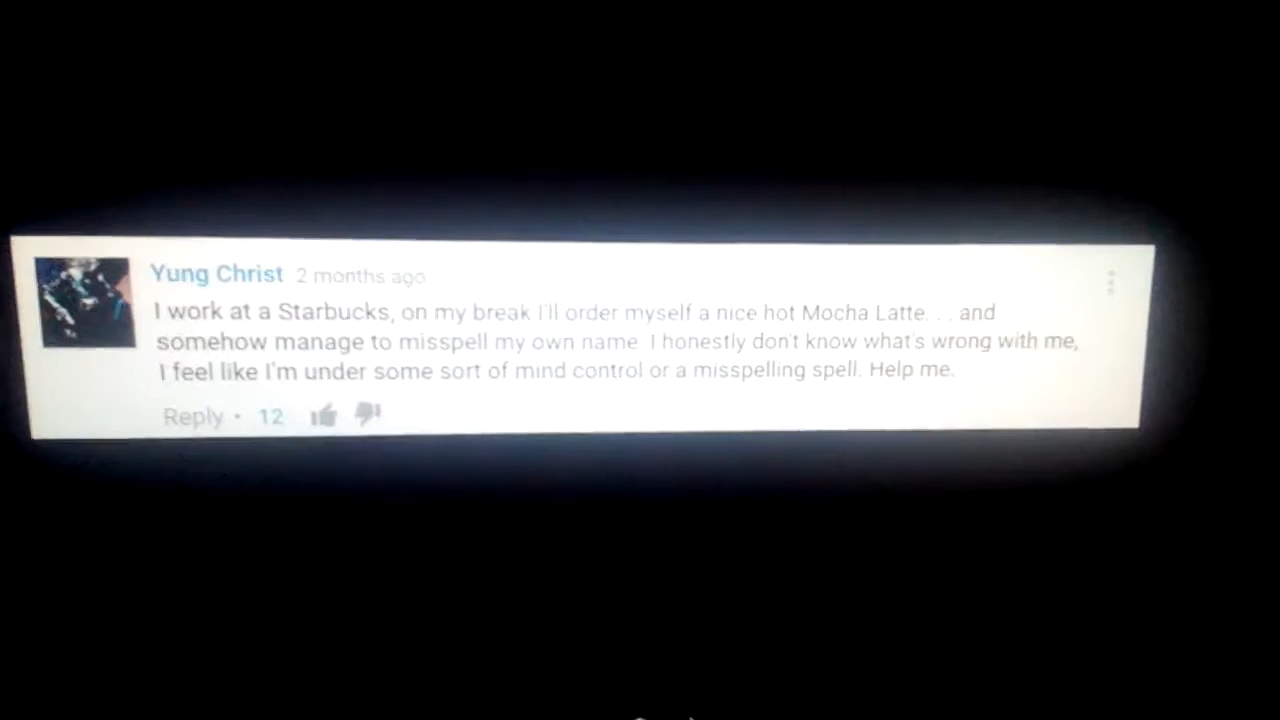 Yung Christ 2 months ago
I work at a Starbucks, on my break I'll order myself a nice hot Mocha Latte. . . and
somehow manage to misspell my own name. I honestly don't know what's wrong with me,
I feel like I'm under some sort of mind control or a misspelling spell. Help me.
Reply • 12